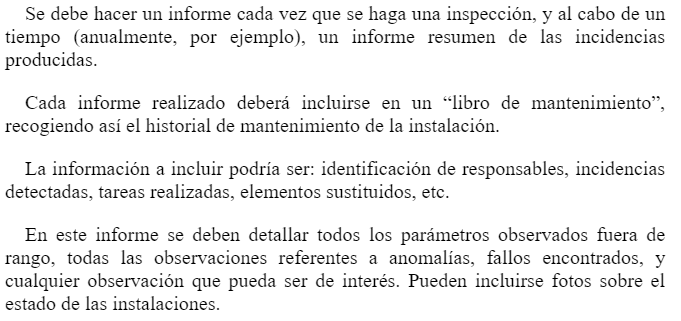 Se debe hacer un informe cada vez que se haga una inspección, y al cabo de un
tiempo (anualmente, por ejemplo), un informe resumen de las incidencias
producidas.
Cada informe realizado deberá incluirse en un “libro de mantenimiento”,
recogiendo así el historial de mantenimiento de la instalación.
La información a incluir podría ser: identificación de responsables, incidencias
detectadas, tareas realizadas, elementos sustituidos, etc.
En este informe se deben detallar todos los parámetros observados fuera de
rango, todas las observaciones referentes a anomalías, fallos encontrados, y
cualquier observación que pueda ser de interés. Pueden incluirse fotos sobre el
estado de las instalaciones.